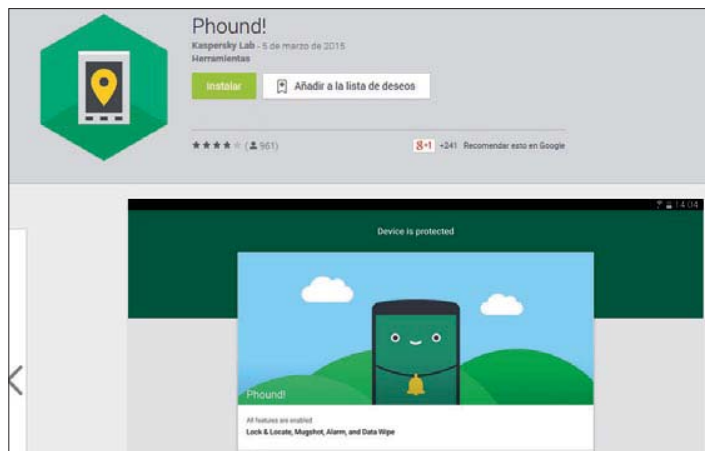 Phound!
Kaspersky Lab - 5 de marzo de 2015
Herramientas
Instalar
Añadir a la lista de deseos
(961)
g+1 +241 Recomendar esto en Google
14:04
Device is protected
Phound!
All features are enabled
Lock & Locate, Mugshot, Alarm, and Data Wipe